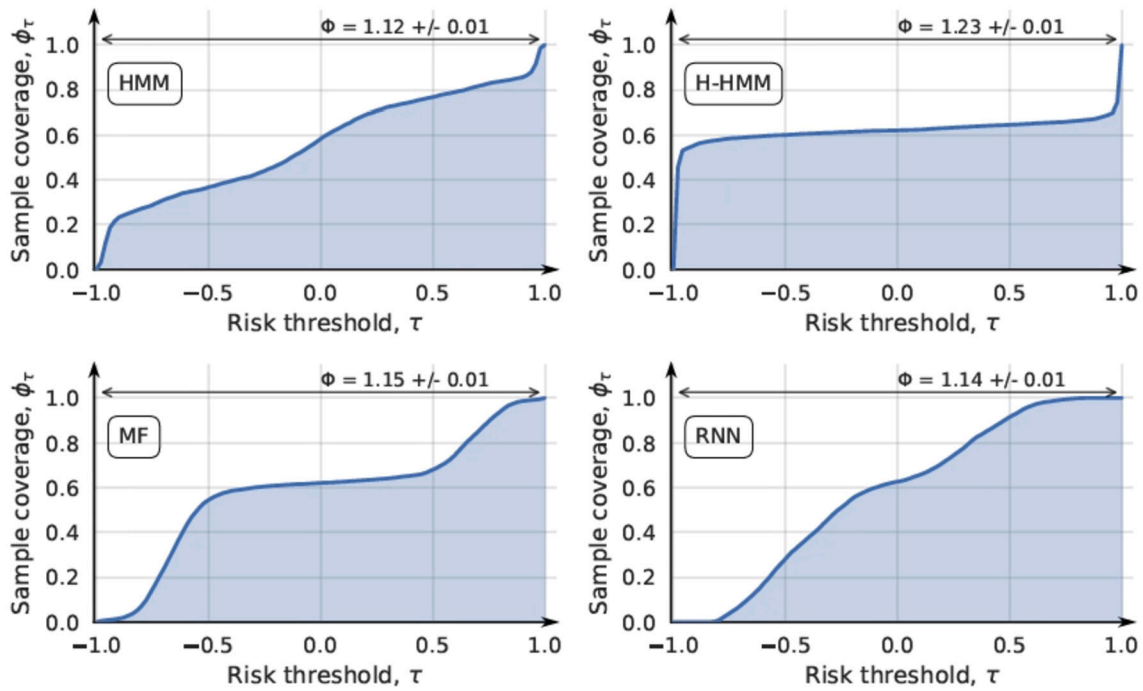 Φ = 1.12 +/- 0.01
HMM
Sample coverage, ϕτ
1.0
0.8
0.6
0.4
0.2
0.0
−1.0 −0.5 0.0 0.5 1.0
Risk threshold, τ
Φ = 1.23 +/- 0.01
H-HMM
Sample coverage, ϕτ
1.0
0.8
0.6
0.4
0.2
0.0
−1.0 −0.5 0.0 0.5 1.0
Risk threshold, τ
Φ = 1.15 +/- 0.01
MF
Sample coverage, ϕτ
1.0
0.8
0.6
0.4
0.2
0.0
−1.0 −0.5 0.0 0.5 1.0
Risk threshold, τ
Φ = 1.14 +/- 0.01
RNN
Sample coverage, ϕτ
1.0
0.8
0.6
0.4
0.2
0.0
−1.0 −0.5 0.0 0.5 1.0
Risk threshold, τ